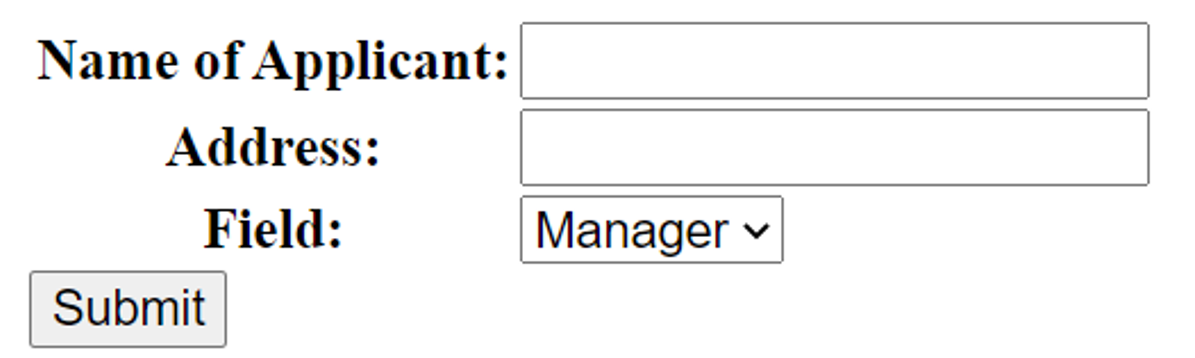 Name of Applicant:
Address:
Field: Manager
Submit